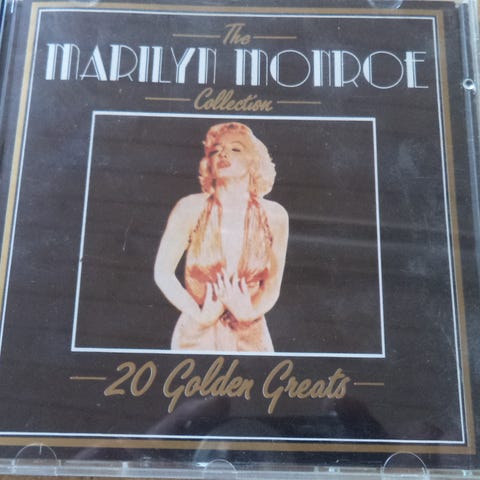 The
MARILYN MONROE
Collection
20 Golden Greats